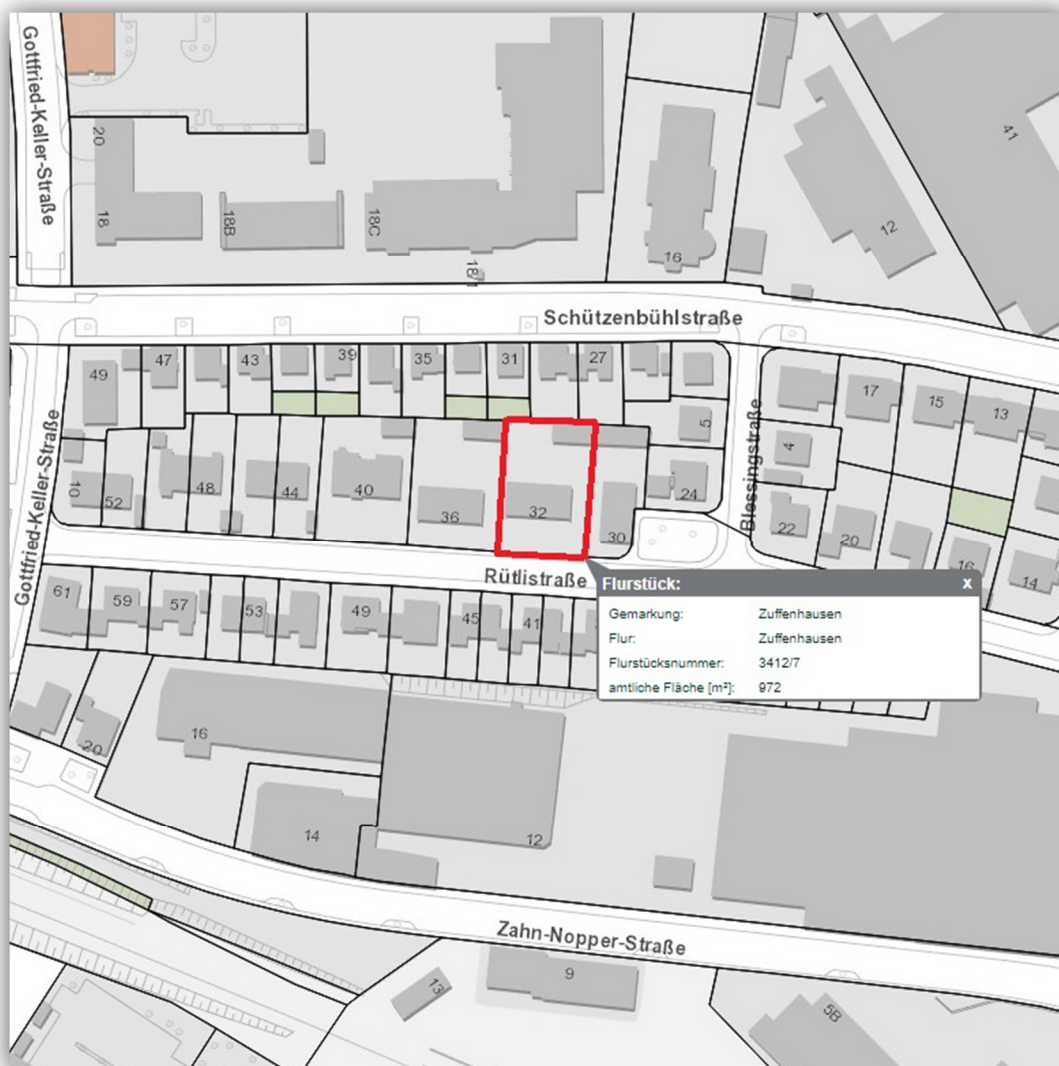 Gottfried-Keller-Straße
41
20
18
18B
18C
18/1
16
12
Schützenbühlstraße
49
47
43
39
35
31
27
5
17
15
13
4
Blessingstraße
Gottfried-Keller-Straße
10
52
48
44
40
36
32
30
24
22
20
16
14
Rütlistraße
61
59
57
53
49
45
41
Flurstück:
x
Gemarkung: Zuffenhausen
Flur: Zuffenhausen
Flurstücksnummer: 3412/7
amtliche Fläche [m²]: 972
20
16
14
12
Zahn-Nopper-Straße
13
9
5B